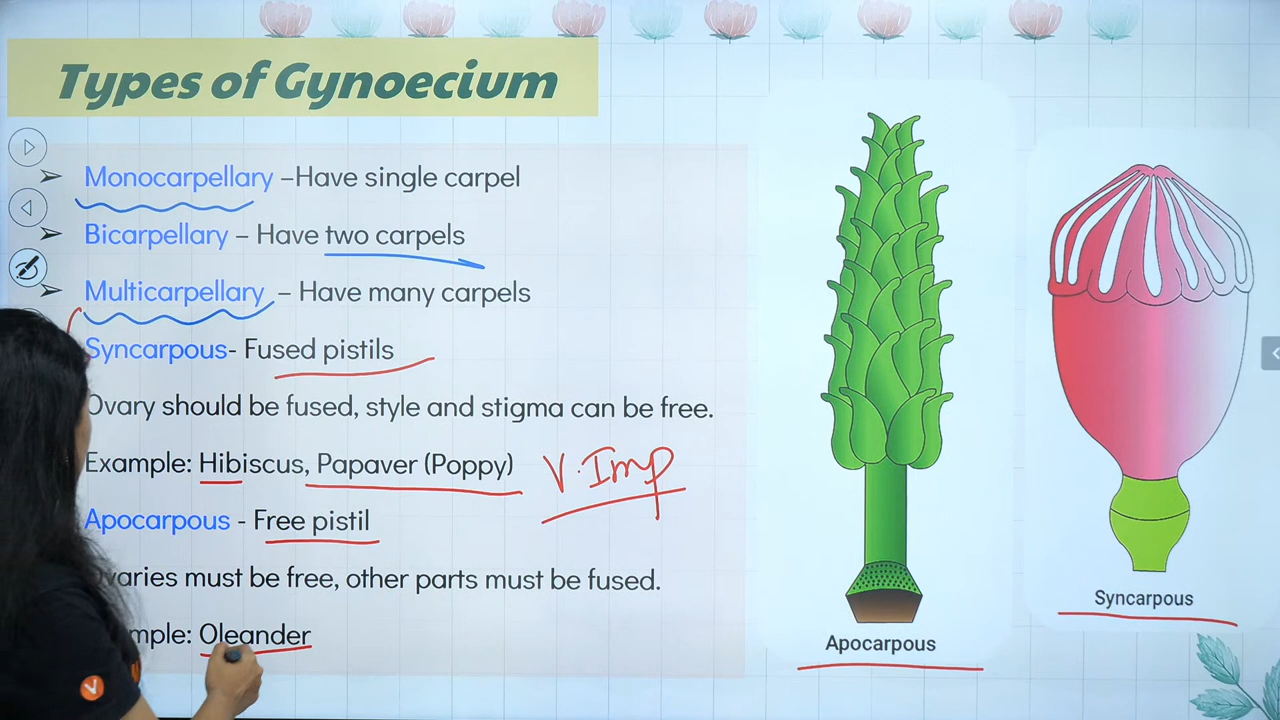 Types of Gynoecium
Monocarpellary –Have single carpel
Bicarpellary – Have two carpels
Multicarpellary – Have many carpels
Syncarpous- Fused pistils
Ovary should be fused, style and stigma can be free.
Example: Hibiscus, Papaver (Poppy)
V. Imp
Apocarpous - Free pistil
Ovaries must be free, other parts must be fused.
mple: Oleander
Apocarpous
Syncarpous
V